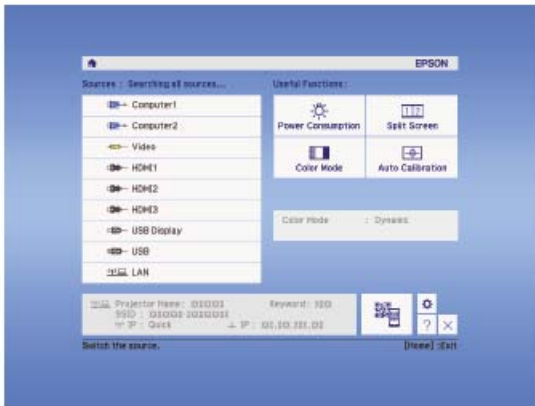 EPSON
Sources : Searching all sources...
Useful Functions :
Computer1
Computer2
Video
HDMI1
HDMI2
HDMI3
USB Display
USB
LAN
Power Consumption
Split Screen
1 2
Color Mode
Auto Calibration
Color Mode : Dynamic
Projector Name :
Keyword :
SSID :
IP : Quick
IP :
Switch the source.
[Home] :Exit